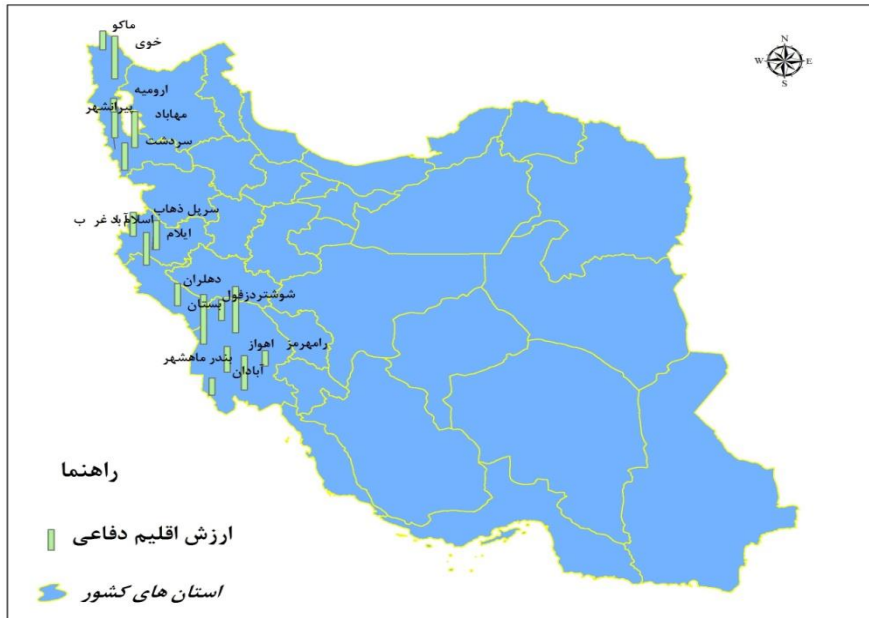 ماکو
خوی
N
W E
S
ارومیه
پیرانشهر
مهاباد
سردشت
سرپل ذهاب
اسلام آباد غر ب
ایلام
دهلران
شوشتر دزفول
بستان
رامهرمز
اهواز
بندر ماهشهر
آبادان
راهنما
ارزش اقلیم دفاعی
استان های کشور